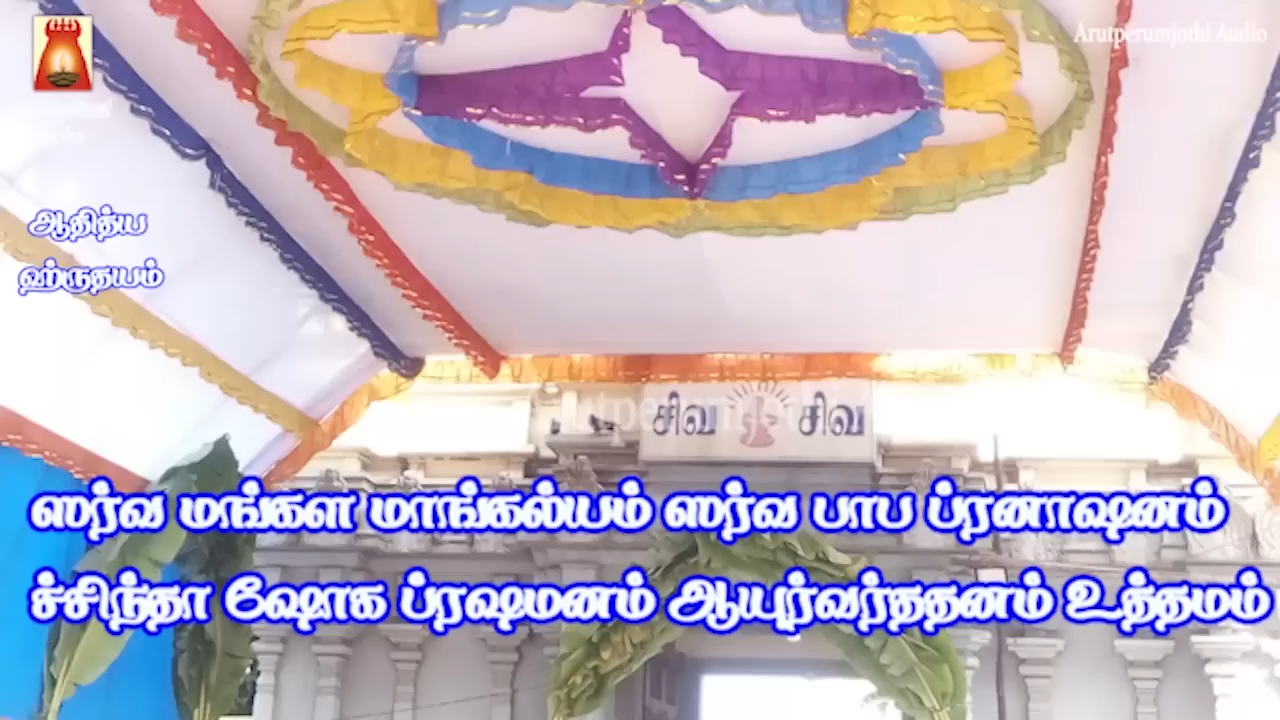 Arutperumjothi Audio
ஆதித்ய
ஹ்ருதயம்
சிவ சிவ
ஸர்வ மங்கள மாங்கல்யம் ஸர்வ பாப ப்ரனாஷனம்
ச்சிந்தா ஷோக ப்ரஷமனம் ஆயுர்வர்ததனம் உத்தமம்